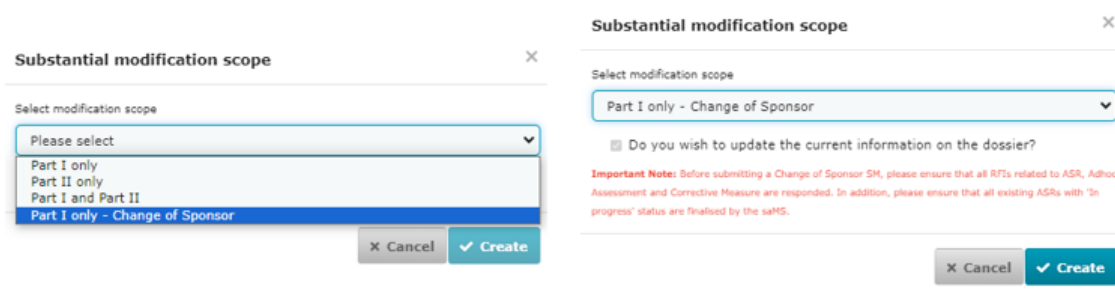 Substantial modification scope
×
Select modification scope
Please select
Part I only
Part II only
Part I and Part II
Part I only - Change of Sponsor
× Cancel
✓ Create
Substantial modification scope
×
Select modification scope
Part I only - Change of Sponsor
Do you wish to update the current information on the dossier?
Important Note: Before submitting a Change of Sponsor SM, please ensure that all RFIs related to ASR, Adhoc
Assessment and Corrective Measure are responded. In addition, please ensure that all existing ASRs with 'In
progress' status are finalised by the saMS.
× Cancel
✓ Create